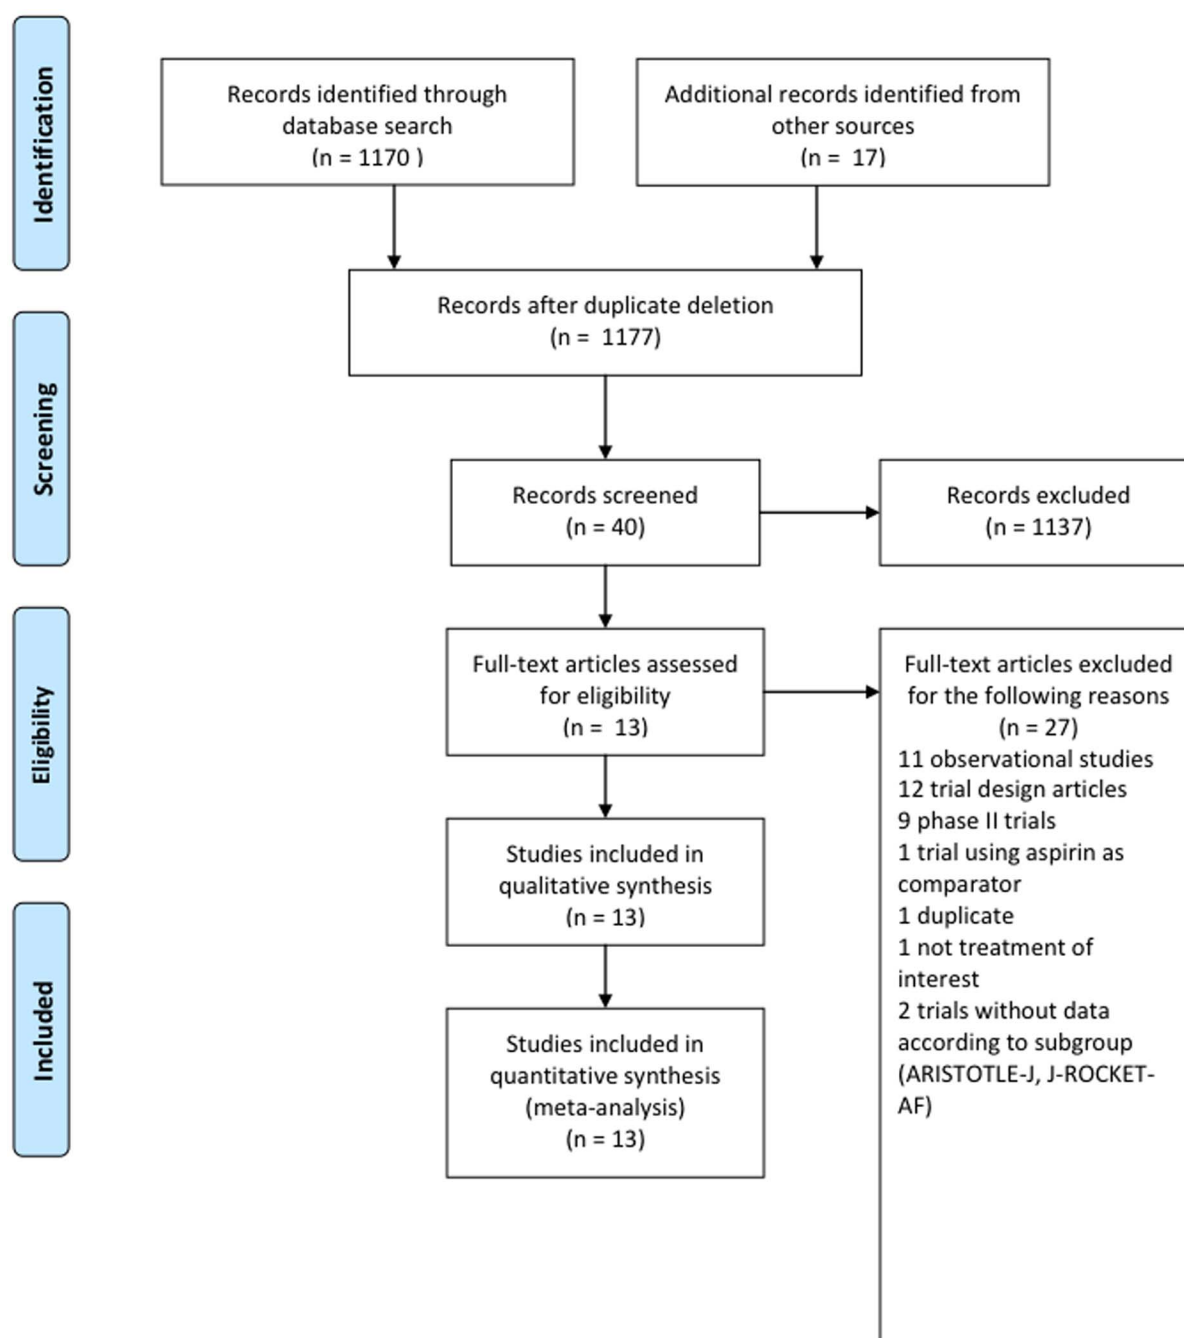 Identification
Records identified through
database search
(n = 1170 )
Additional records identified from
other sources
(n = 17)
Records after duplicate deletion
(n = 1177)
Screening
Records screened
(n = 40)
Records excluded
(n = 1137)
Eligibility
Full-text articles assessed
for eligibility
(n = 13)
Full-text articles excluded
for the following reasons
(n = 27)
11 observational studies
12 trial design articles
9 phase II trials
1 trial using aspirin as
comparator
1 duplicate
1 not treatment of
interest
2 trials without data
according to subgroup
(ARISTOTLE-J, J-ROCKET-
AF)
Studies included in
qualitative synthesis
(n = 13)
Included
Studies included in
quantitative synthesis
(meta-analysis)
(n = 13)